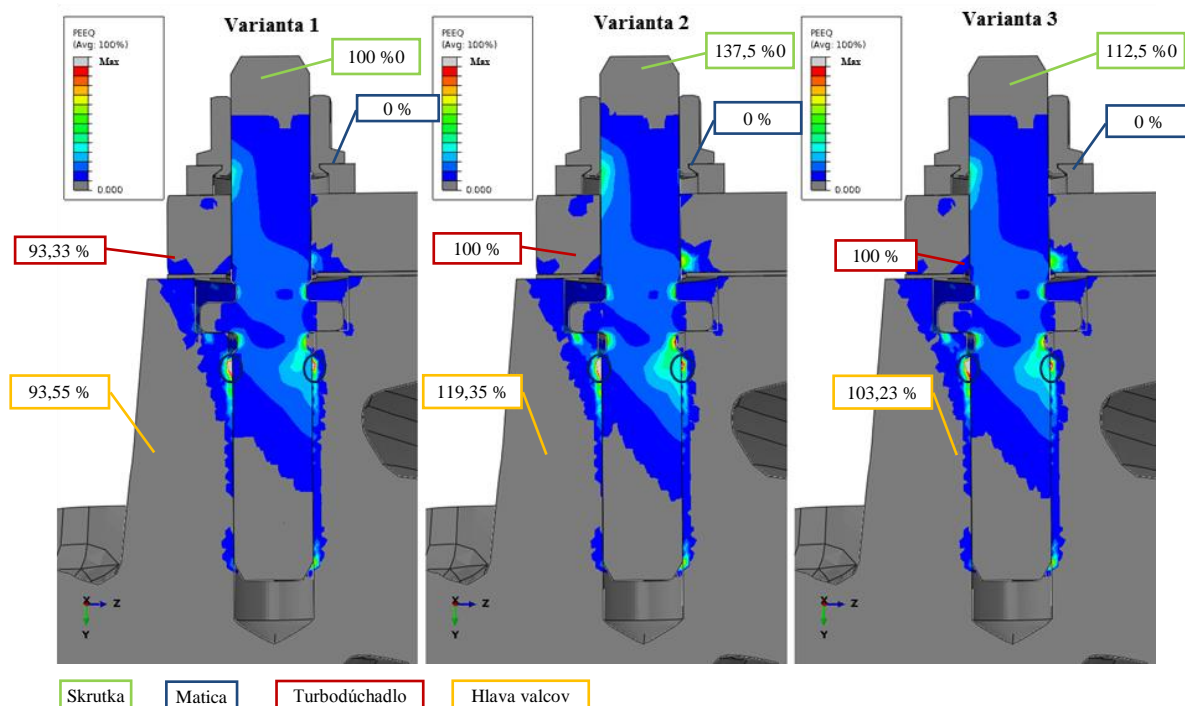 Varianta 1
PEEQ
(Avg: 100%)
Max
0.000
100 %0
0 %
93,33 %
93,55 %
X
Z
Y
Varianta 2
PEEQ
(Avg: 100%)
Max
0.000
137,5 %0
0 %
100 %
119,35 %
X
Z
Y
Varianta 3
PEEQ
(Avg: 100%)
Max
0.000
112,5 %0
0 %
100 %
103,23 %
X
Z
Y
Skrutka
Matica
Turbodúchadlo
Hlava valcov